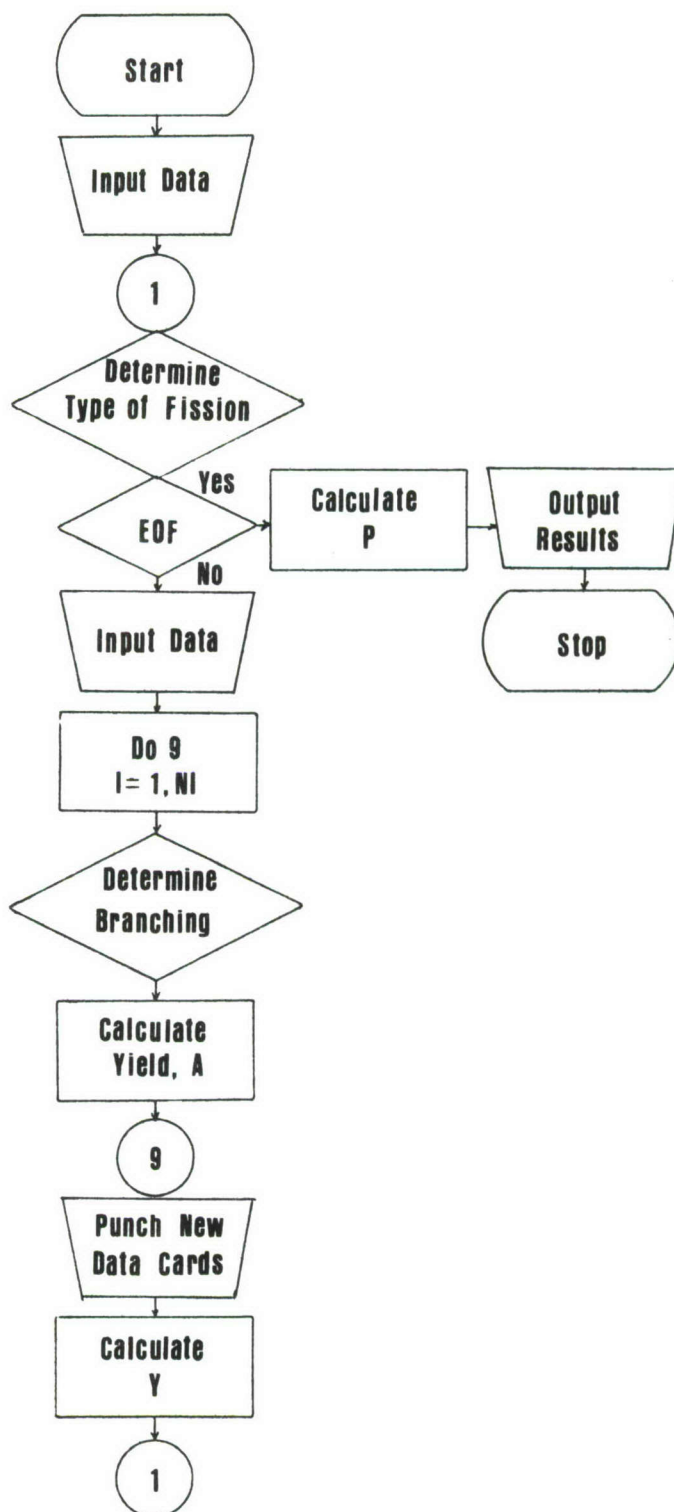 Start
Input Data
1
Determine
Type of Fission
Yes
EOF
Calculate
P
Output
Results
No
Stop
Input Data
Do 9
I= 1, NI
Determine
Branching
Calculate
Yield, A
9
Punch New
Data Cards
Calculate
Y
1